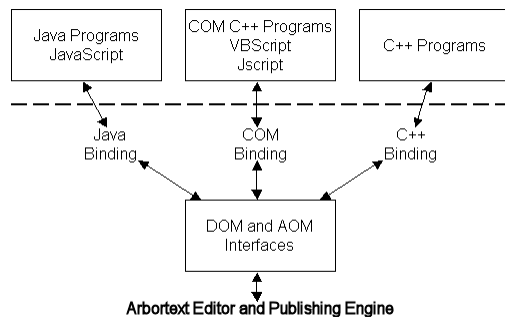 Java Programs
JavaScript
COM C++ Programs
VBScript
Jscript
C++ Programs
Java
Binding
COM
Binding
C++
Binding
DOM and AOM
Interfaces
Arbortext Editor and Publishing Engine